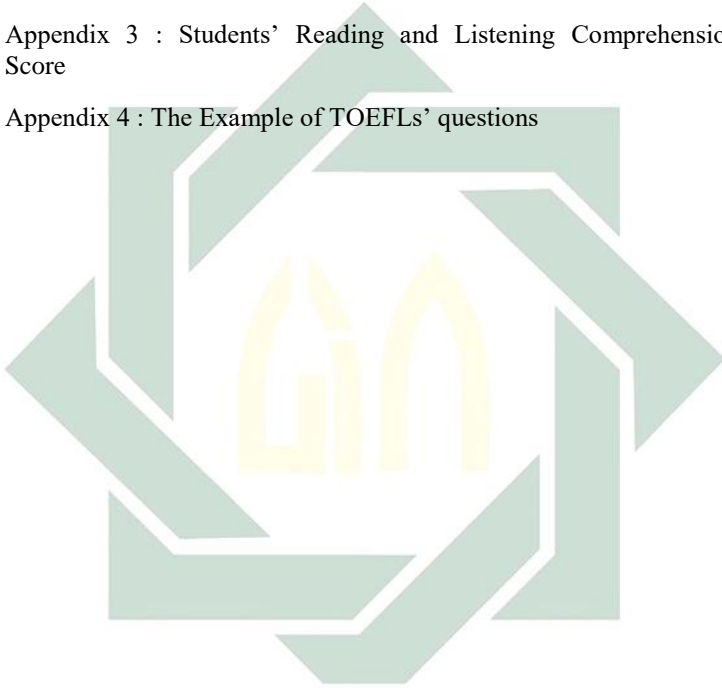 Appendix 3 : Students’ Reading and Listening Comprehensio
Score
Appendix 4 : The Example of TOEFLs’ questions